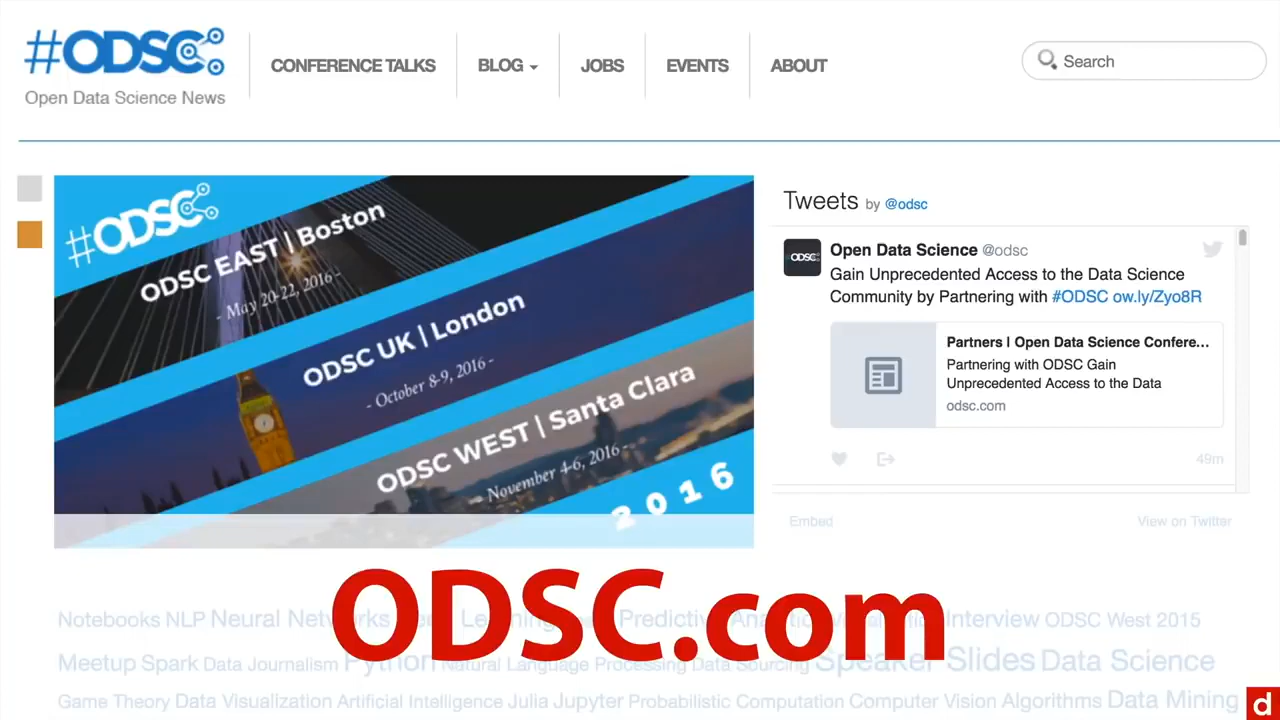 #ODSC
Open Data Science News
CONFERENCE TALKS
BLOG
JOBS
EVENTS
ABOUT
Search
#ODSC
ODSC EAST | Boston
- May 20-22, 2016 -
ODSC UK | London
- October 8-9, 2016 -
ODSC WEST | Santa Clara
- November 4-6, 2016 -
2016
Tweets by @odsc
ODSC
Open Data Science @odsc
Gain Unprecedented Access to the Data Science
Community by Partnering with #ODSC ow.ly/Zyo8R
Partners | Open Data Science Confere...
Partnering with ODSC Gain
Unprecedented Access to the Data
odsc.com
49m
Embed
View on Twitter
ODSC.com
Notebooks NLP Neural Networks Learning Predictive Interview ODSC West 2015
Meetup Spark Data Journalism Python Natural Language Processing Data Sourcing Speaker Slides Data Science
Game Theory Data Visualization Artificial Intelligence Julia Jupyter Probabilistic Computation Computer Vision Algorithms Data Mining
d